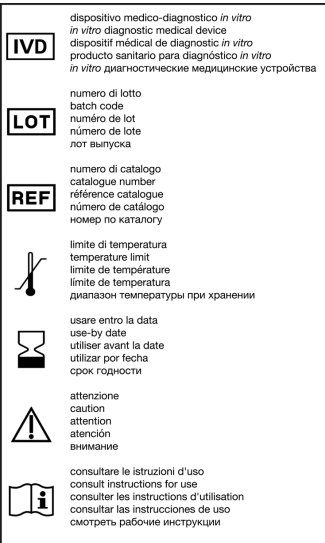 dispositivo medico-diagnostico in vitro
in vitro diagnostic medical device
IVD
dispositif médical de diagnostic in vitro
producto sanitario para diagnóstico in vitro
in vitro диагностические медицинские устройства
numero di lotto
batch code
LOT
numéro de lot
número de lote
лот выпуска
numero di catalogo
catalogue number
REF
référence catalogue
número de catálogo
номер по каталогу
limite di temperatura
temperature limit
limite de température
límite de temperatura
диапазон температуры при хранении
usare entro la data
use-by date
utiliser avant la date
utilizar por fecha
срок годности
attenzione
caution
attention
atención
внимание
consultare le istruzioni d'uso
consult instructions for use
i
consulter les instructions d'utilisation
consultar las instrucciones de uso
смотреть рабочие инструкции